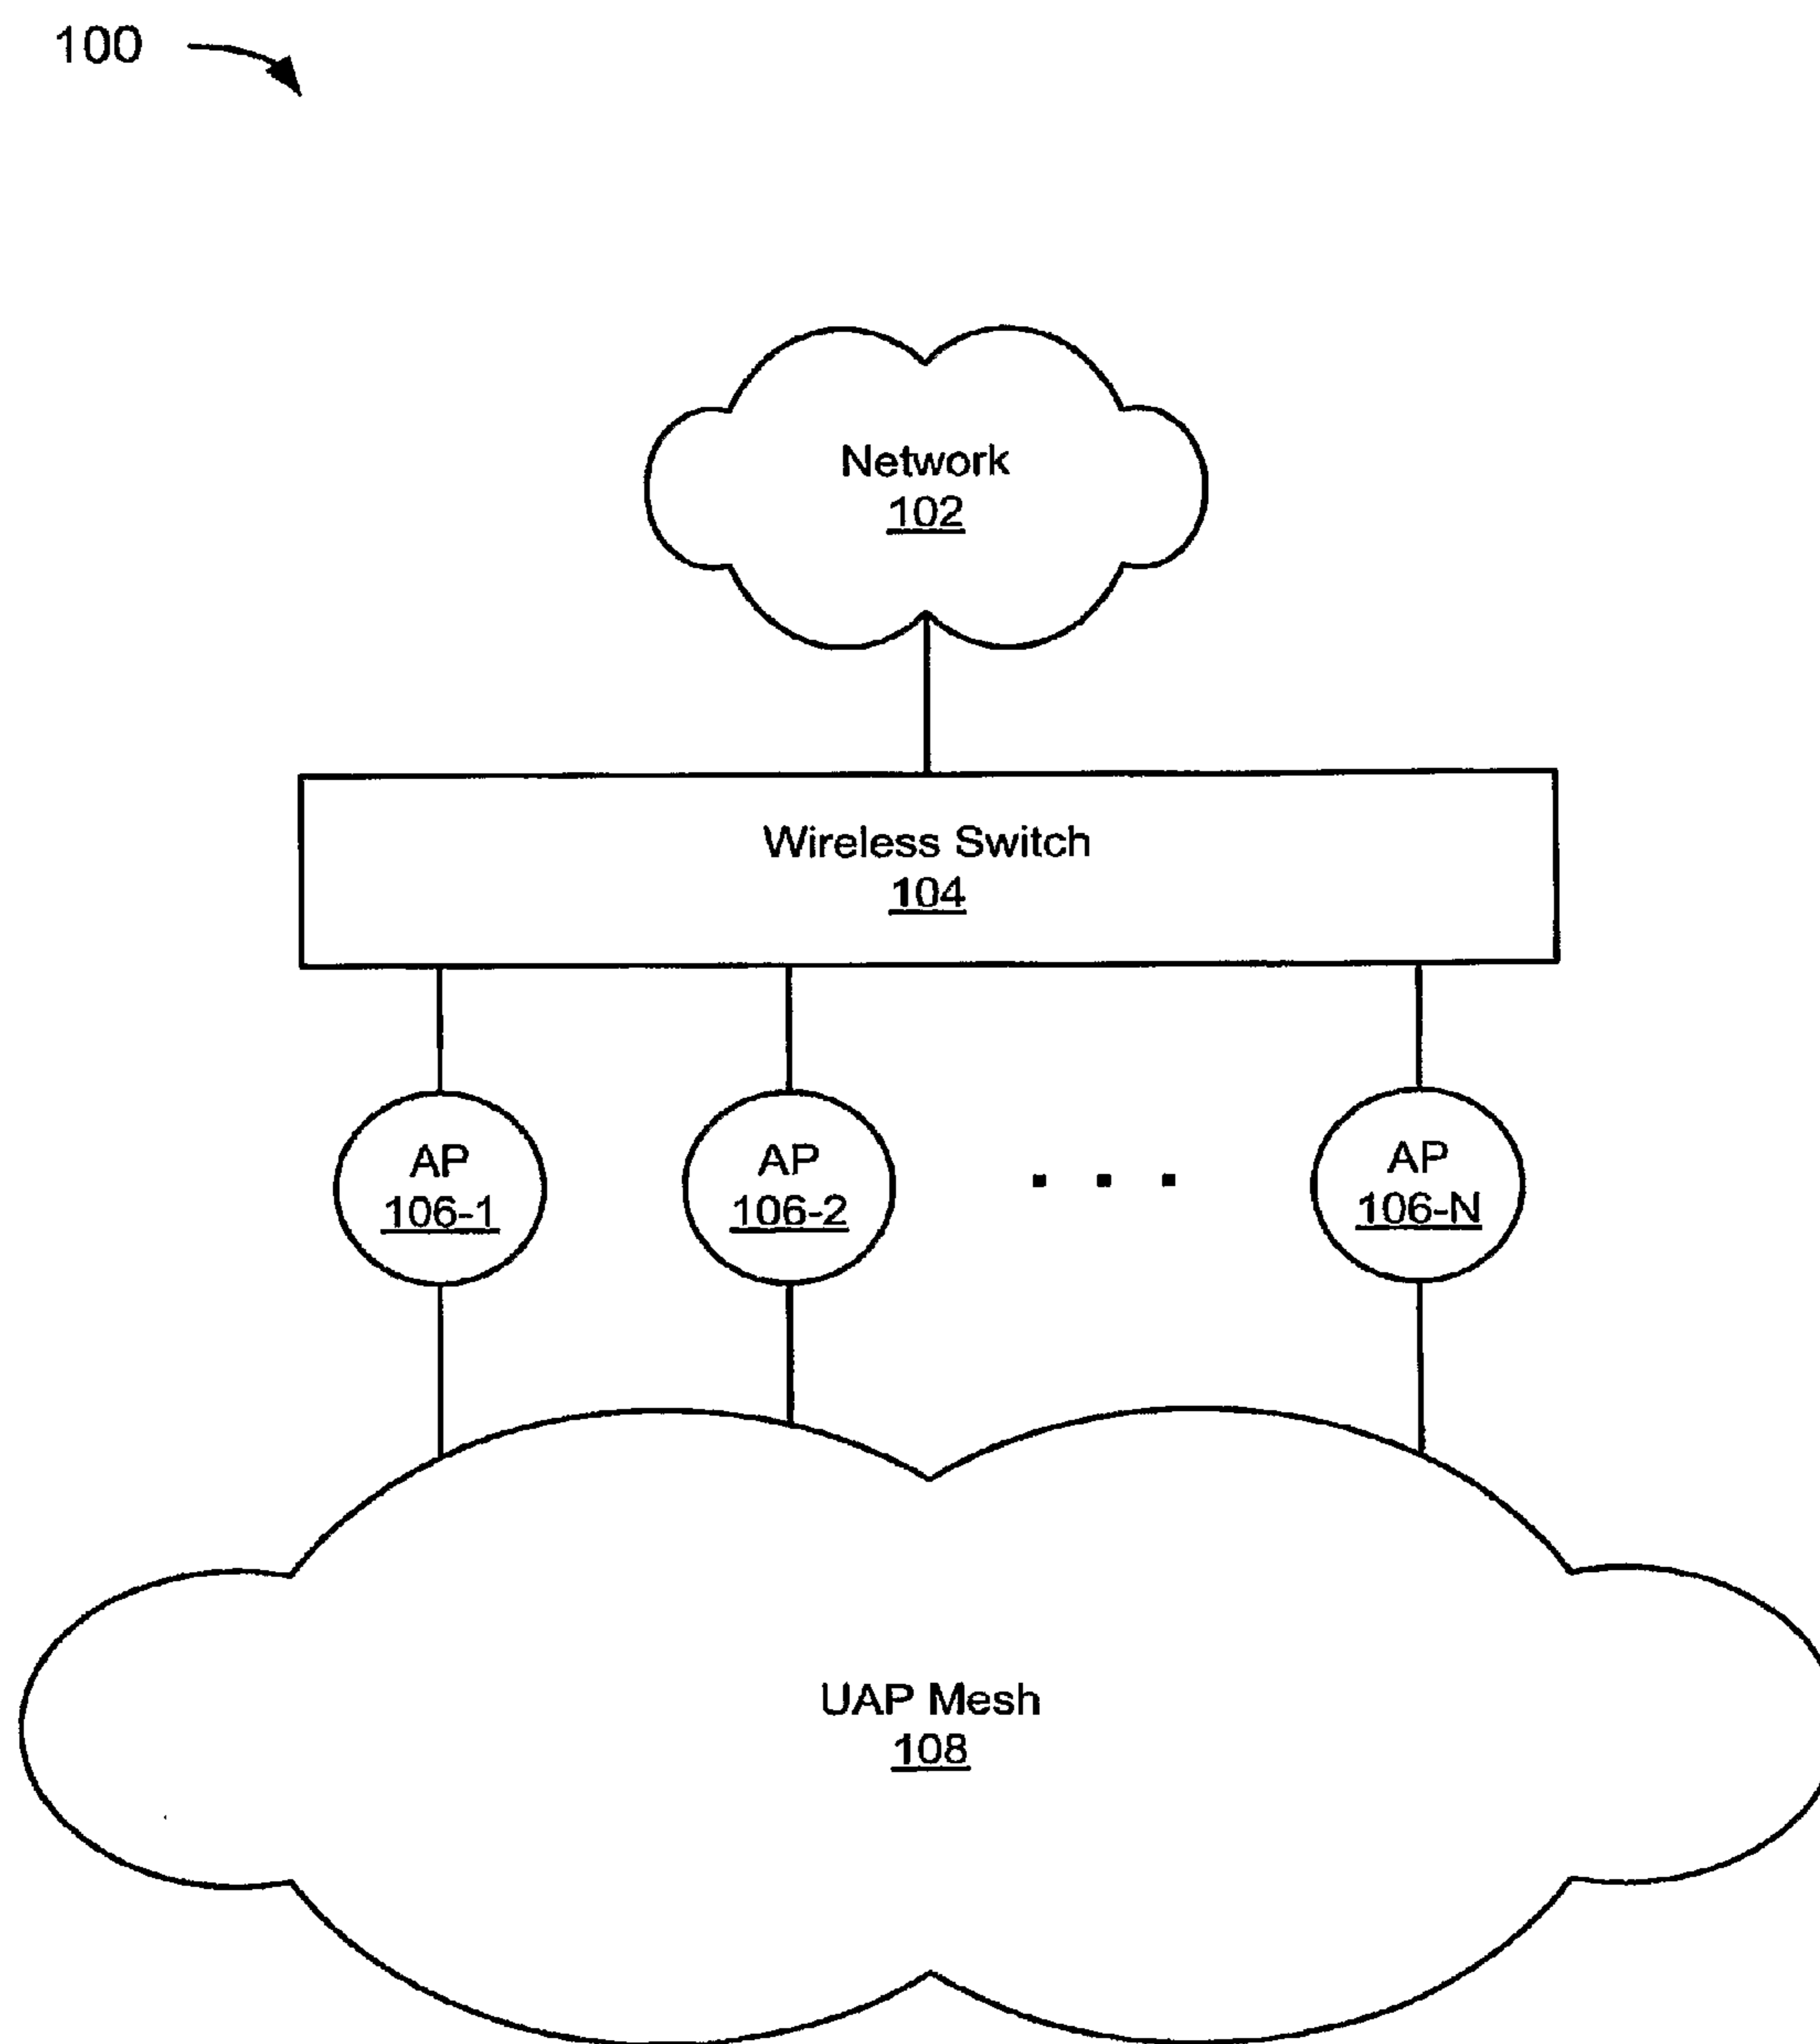 100
Network
102
Wireless Switch
104
AP
106-1
AP
106-2
. . .
AP
106-N
UAP Mesh
108